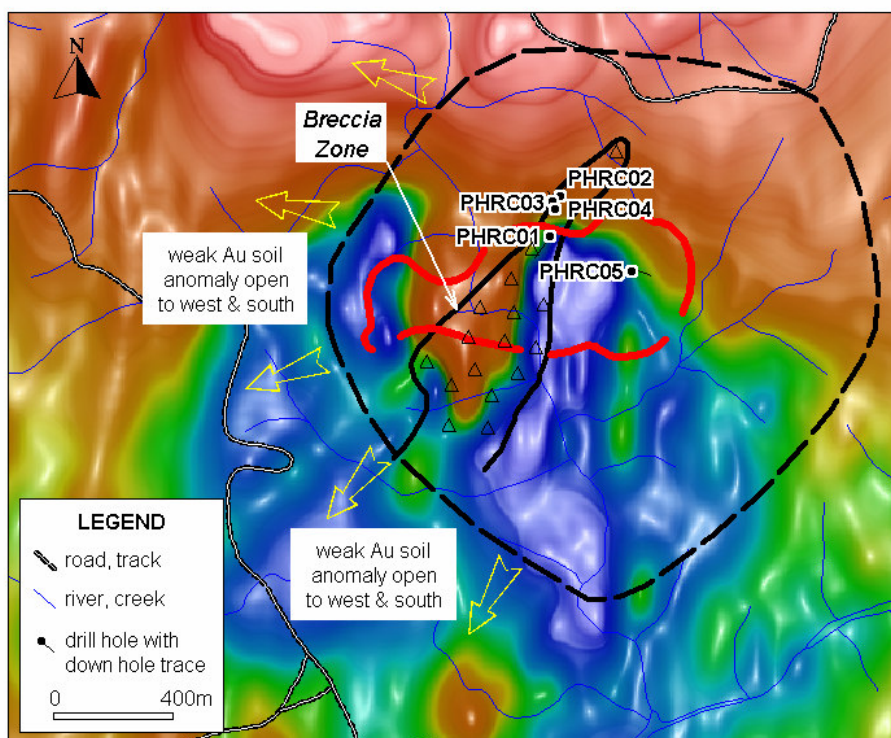 N
Breccia
Zone
PHRC02
PHRC03
PHRC04
PHRC01
PHRC05
weak Au soil
anomaly open
to west & south
weak Au soil
anomaly open
to west & south
LEGEND
road, track
river, creek
drill hole with
down hole trace
0 400m